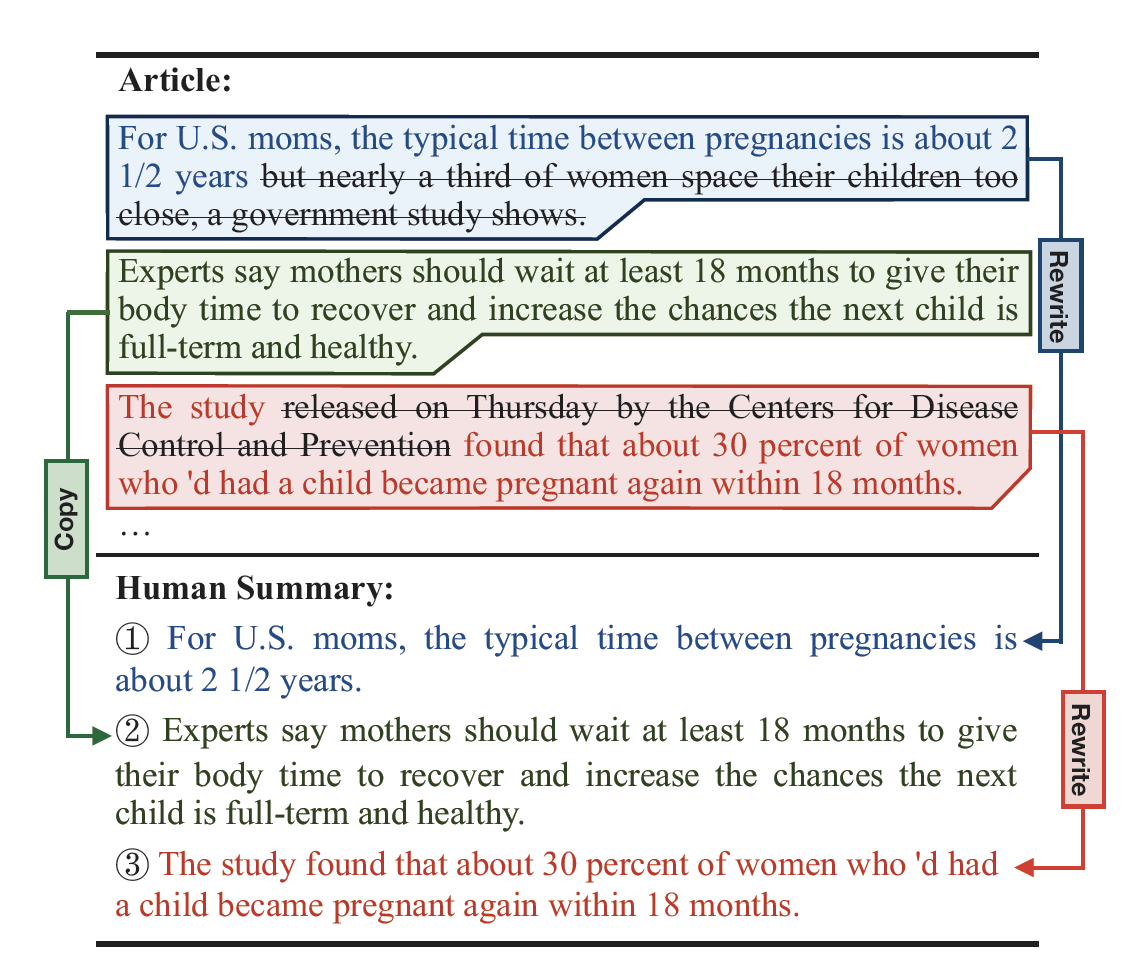 Article:
For U.S. moms, the typical time between pregnancies is about 2
1/2 years but nearly a third of women space their children too
close, a government study shows.
Rewrite
Experts say mothers should wait at least 18 months to give their
body time to recover and increase the chances the next child is
full-term and healthy.
The study released on Thursday by the Centers for Disease
Control and Prevention found that about 30 percent of women
who 'd had a child became pregnant again within 18 months.
Copy
…
Human Summary:
① For U.S. moms, the typical time between pregnancies is
about 2 1/2 years.
② Experts say mothers should wait at least 18 months to give
their body time to recover and increase the chances the next
child is full-term and healthy.
Rewrite
③ The study found that about 30 percent of women who 'd had
a child became pregnant again within 18 months.